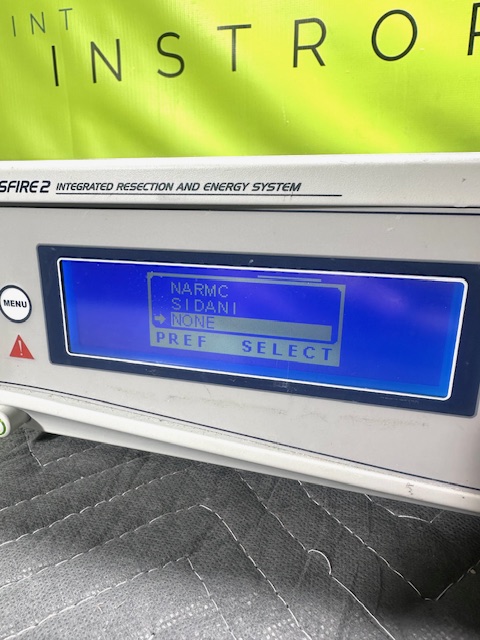 INT
INSTRO
SFIRE2 INTEGRATED RESECTION AND ENERGY SYSTEM
NARMC
SIDANI
MENU
NONE
PREF SELECT